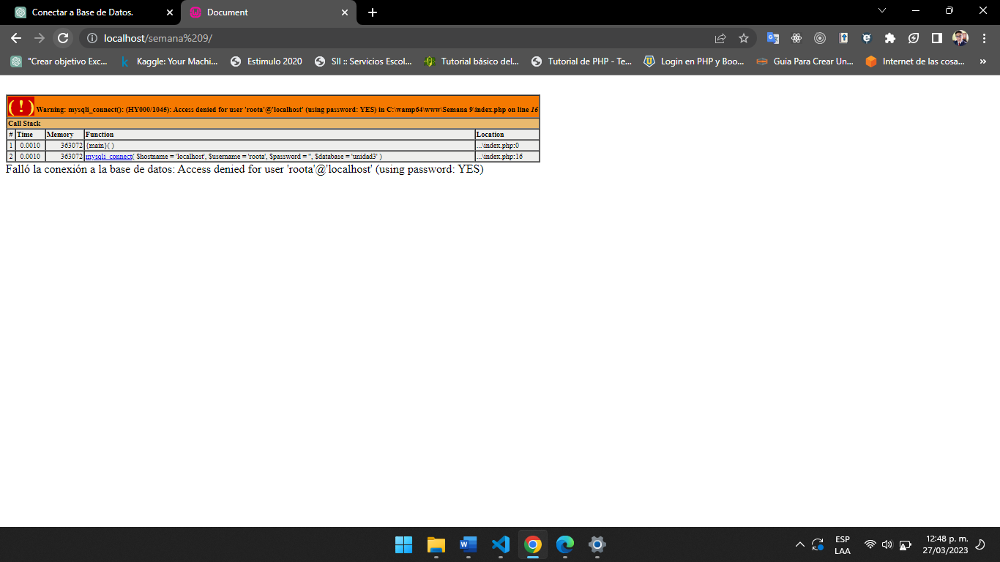 Conectar a Base de Datos.
Document
localhost/semana%209/
"Crear objetivo Exc...
Kaggle: Your Machi...
Estimulo 2020
SII :: Servicios Escol...
Tutorial básico del...
Tutorial de PHP - Te...
Login en PHP y Boo...
Guia Para Crear Un...
Internet de las cosa...
»
( ! ) Warning: mysqli_connect(): (HY000/1045): Access denied for user 'roota'@'localhost' (using password: YES) in C:\wamp64\www\Semana 9\index.php on line 16
Call Stack
# Time Memory Function Location
1 0.0010 363072 {main}( ) ...\index.php:0
2 0.0010 363072 mysqli_connect( $hostname = 'localhost', $username = 'roota', $password = '', $database = 'unidad3' ) ...\index.php:16
Falló la conexión a la base de datos: Access denied for user 'roota'@'localhost' (using password: YES)
ESP
LAA
12:48 p. m.
27/03/2023